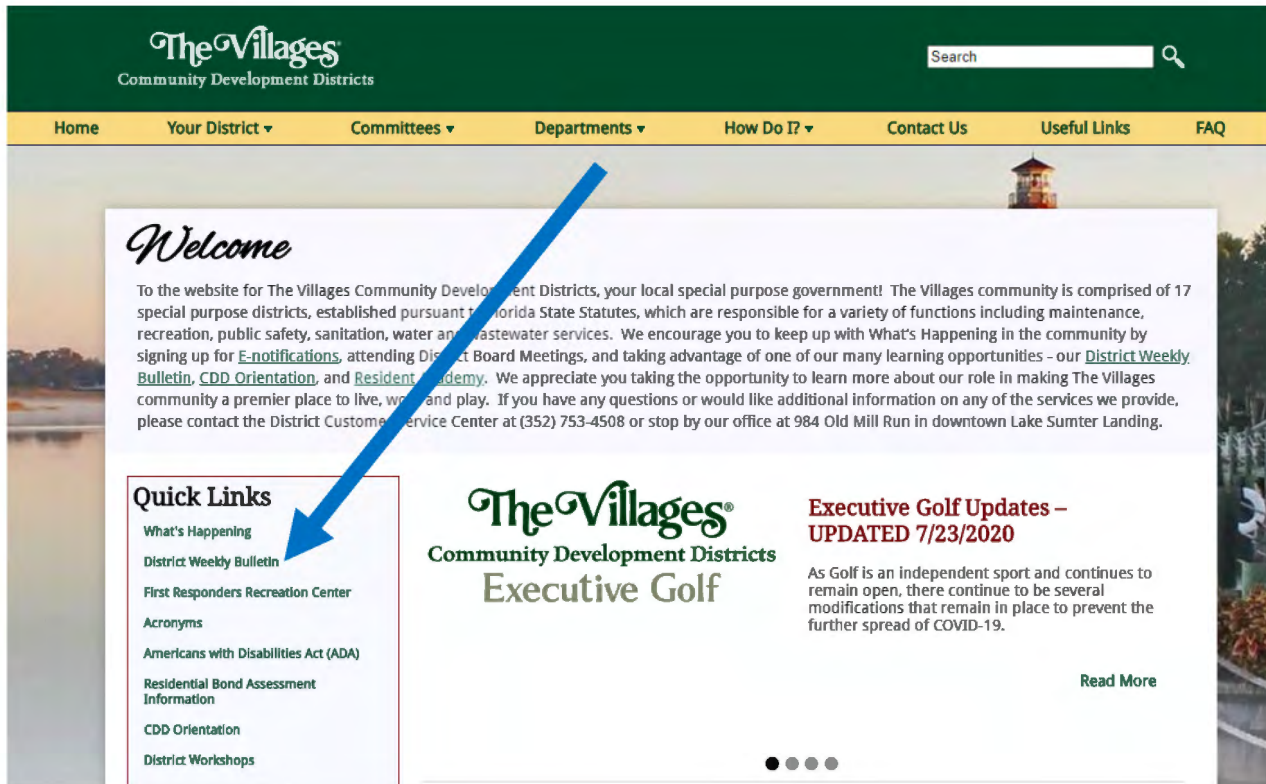 The Villages®
Community Development Districts
Search
Home Your District ▾ Committees ▾ Departments ▾ How Do I? ▾ Contact Us Useful Links FAQ
Welcome
To the website for The Villages Community Develo ent Districts, your local special purpose government! The Villages community is comprised of 17
special purpose districts, established pursuant t orida State Statutes, which are responsible for a variety of functions including maintenance,
recreation, public safety, sanitation, water an astewater services. We encourage you to keep up with What's Happening in the community by
signing up for E-notifications, attending Di ct Board Meetings, and taking advantage of one of our many learning opportunities - our District Weekly
Bulletin, CDD Orientation, and Resident demy. We appreciate you taking the opportunity to learn more about our role in making The Villages
community a premier place to live, wo and play. If you have any questions or would like additional information on any of the services we provide,
please contact the District Custome rvice Center at (352) 753-4508 or stop by our office at 984 Old Mill Run in downtown Lake Sumter Landing.
Quick Links
What's Happening
District Weekly Bulletin
First Responders Recreation Center
Acronyms
Americans with Disabilities Act (ADA)
Residential Bond Assessment
Information
CDD Orientation
District Workshops
The Villages®
Community Development Districts
Executive Golf
Executive Golf Updates –
UPDATED 7/23/2020
As Golf is an independent sport and continues to
remain open, there continue to be several
modifications that remain in place to prevent the
further spread of COVID-19.
Read More